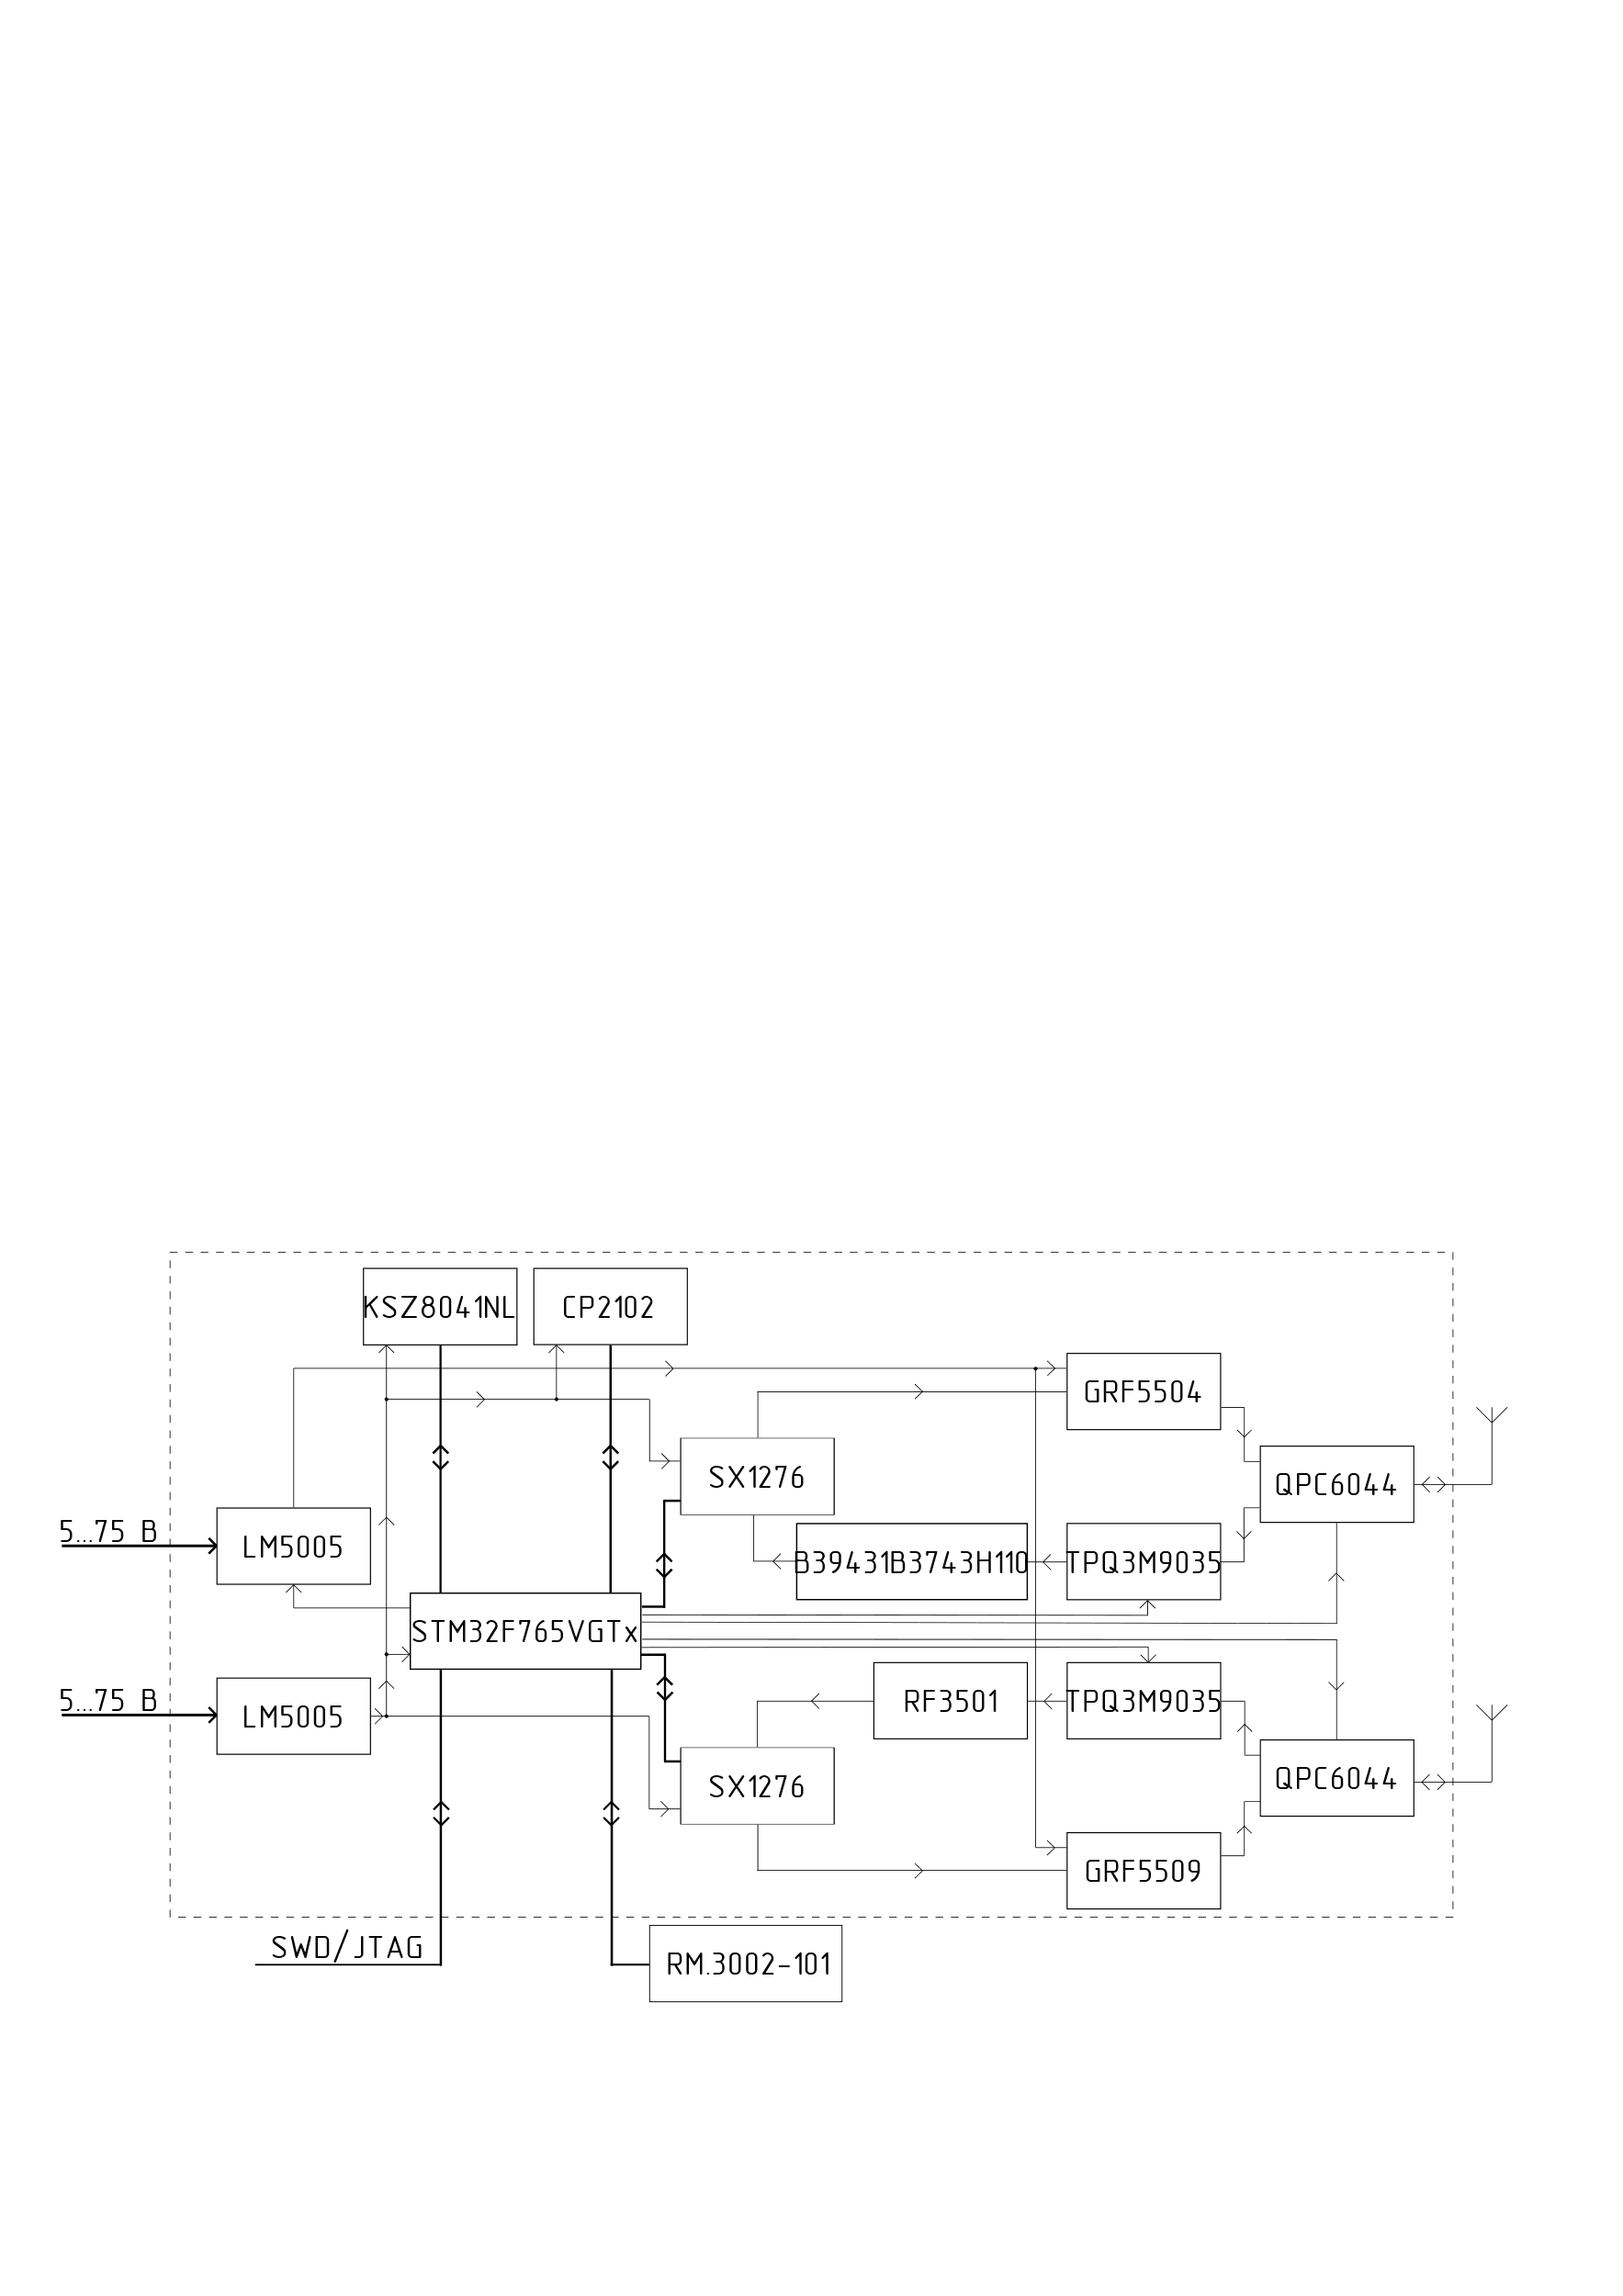 KSZ8041NL
CP2102
GRF5504
SX1276
QPC6044
5...75 В
LM5005
B39431B3743H110
TPQ3M9035
STM32F765VGTx
5...75 В
LM5005
RF3501
TPQ3M9035
SX1276
QPC6044
GRF5509
SWD/JTAG
RM.3002-101